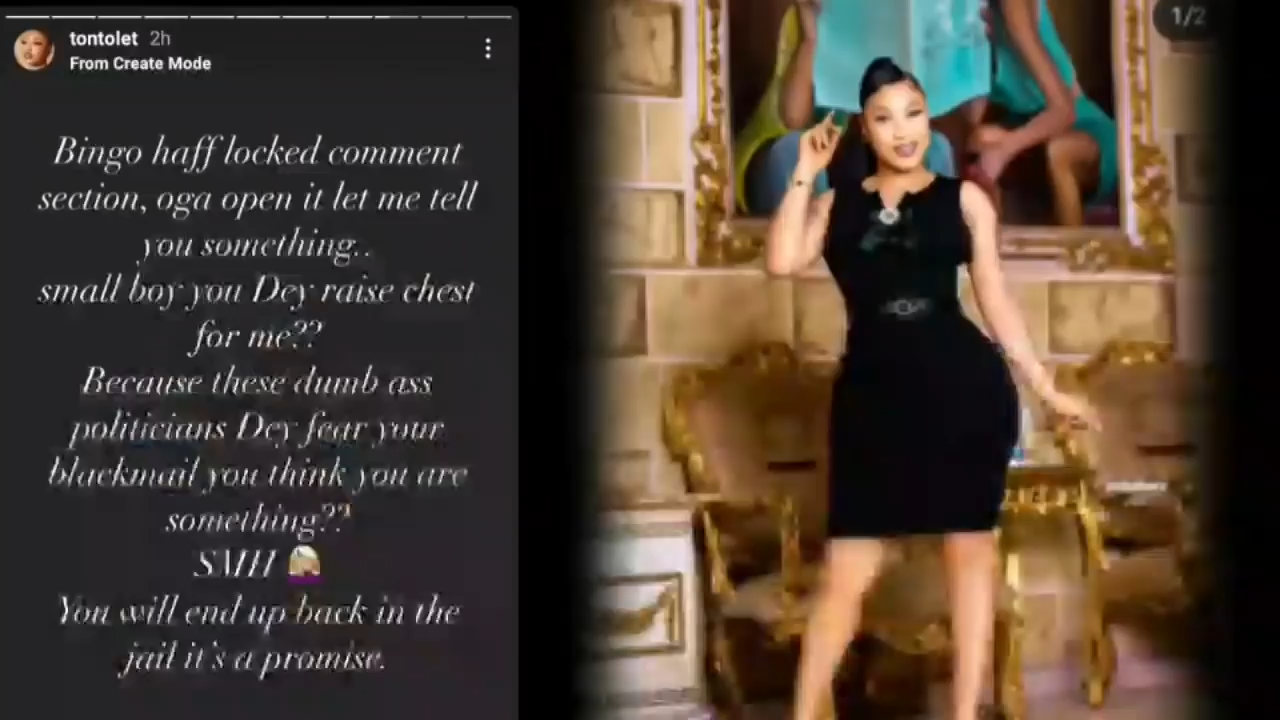 tontolet 2h
From Create Mode
Bingo haff locked comment
section, oga open it let me tell
you something..
small boy you Dey raise chest
for me??
Because these dumb ass
politicians Dey fear your
blackmail you think you are
something??
SMH
You will end up back in the
jail it's a promise.
1/2